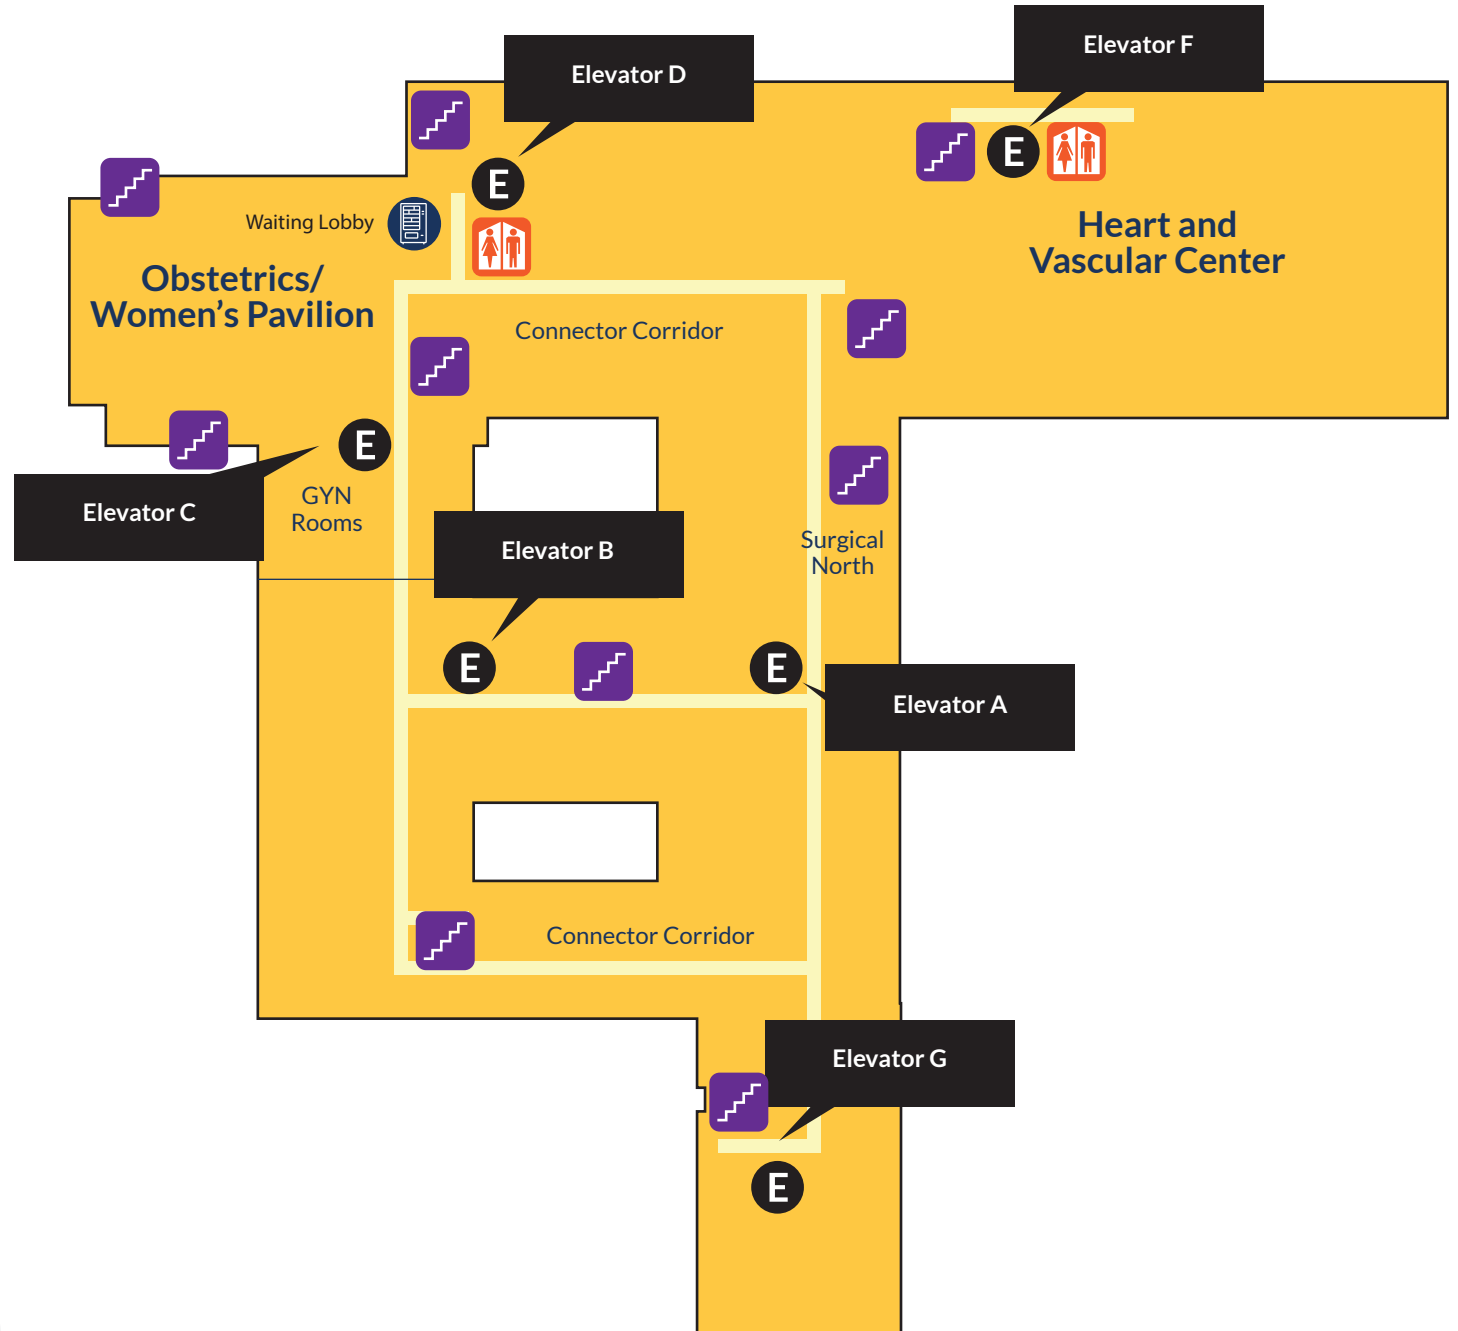 Elevator F
Elevator D
E
E
Waiting Lobby
Heart and
Vascular Center
Obstetrics/
Women’s Pavilion
Connector Corridor
E
GYN
Rooms
Elevator C
Elevator B
Surgical
North
E
E
Elevator A
Connector Corridor
Elevator G
E